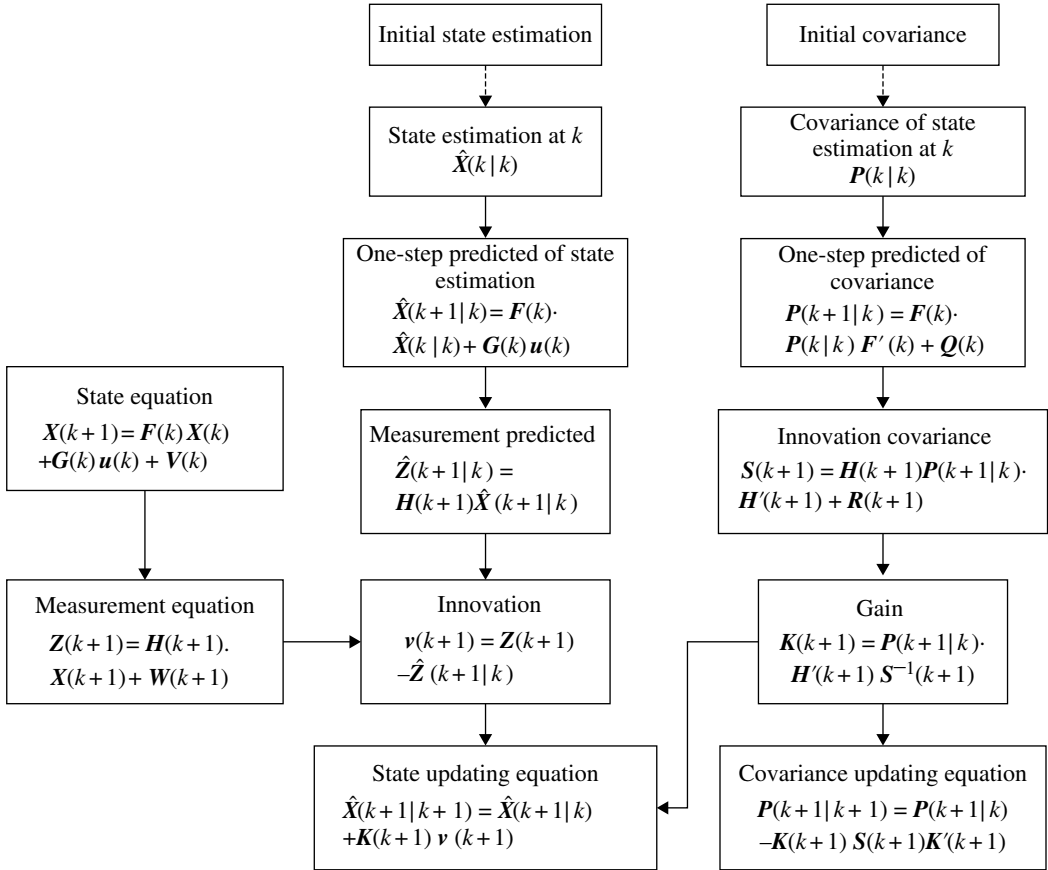 Initial state estimation
Initial covariance
State estimation at k
X̂(k|k)
Covariance of state
estimation at k
P(k|k)
One-step predicted of state
estimation
X̂(k+1|k)= F(k)·
X̂(k|k)+ G(k) u(k)
One-step predicted of
covariance
P(k+1|k) = F(k)·
P(k|k) F′(k) + Q(k)
State equation
X(k+1)= F(k) X(k)
+G(k) u(k) + V(k)
Measurement predicted
Ẑ(k+1|k) =
H(k+1)X̂(k+1|k)
Innovation covariance
S(k+1) = H(k+1)P(k+1|k)·
H′(k+1) + R(k+1)
Measurement equation
Z(k+1)= H(k+1).
X(k+1)+ W(k+1)
Innovation
v(k+1) = Z(k+1)
–Ẑ(k+1|k)
Gain
K(k+1) = P(k+1|k)·
H′(k+1) S⁻¹(k+1)
State updating equation
X̂(k+1|k+1) = X̂(k+1|k)
+K(k+1) v (k+1)
Covariance updating equation
P(k+1|k+1) = P(k+1|k)
–K(k+1) S(k+1)K′(k+1)